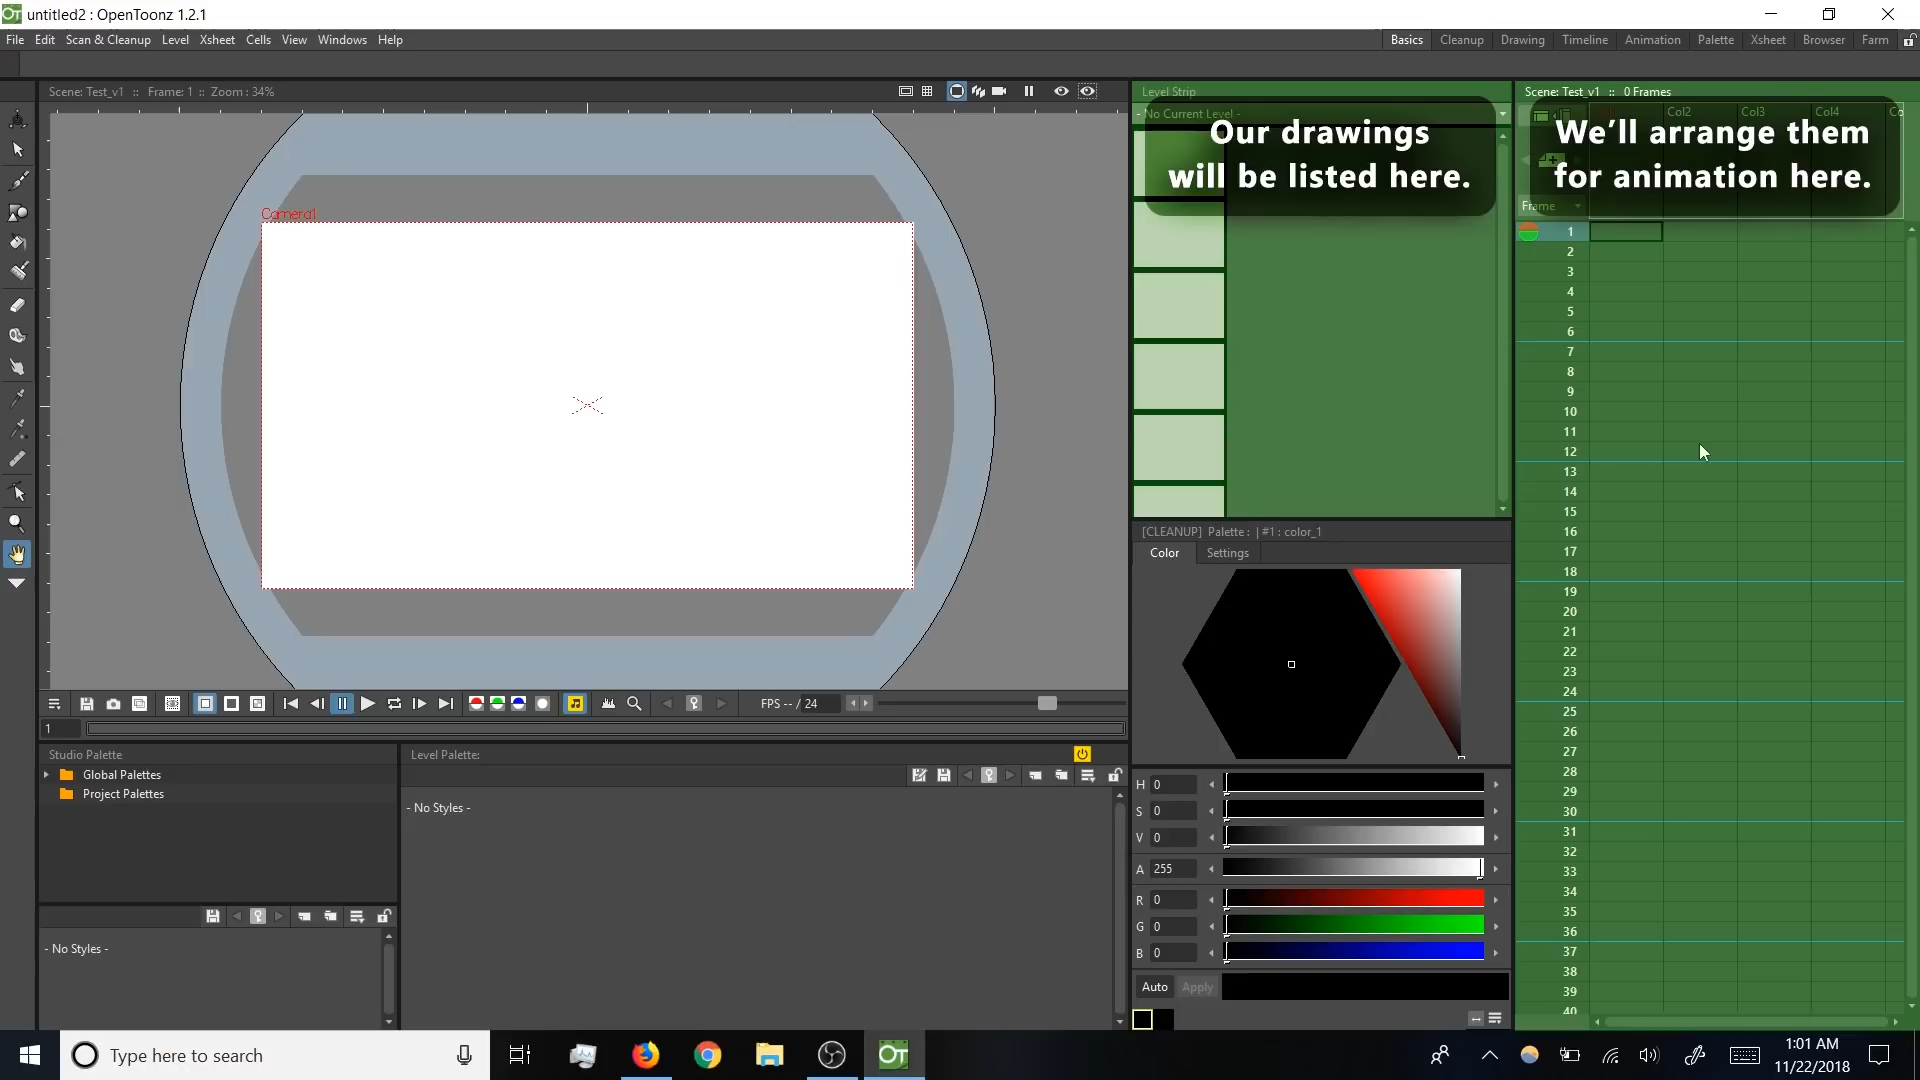 untitled2 : OpenToonz 1.2.1
File Edit Scan & Cleanup Level Xsheet Cells View Windows Help
Basics Cleanup Drawing Timeline Animation Palette Xsheet Browser Farm
Scene: Test_v1 :: Frame: 1 :: Zoom : 34%
Camera1
Level Strip
- No Current Level -
Our drawings
will be listed here.
Scene: Test_v1 :: 0 Frames
Col2 Col3 Col4 Co
We'll arrange them
for animation here.
Frame
1
2
3
4
5
6
7
8
9
10
11
12
13
14
15
16
17
18
19
20
21
22
23
24
25
26
27
28
29
30
31
32
33
34
35
36
37
38
39
40
[CLEANUP] Palette : | #1 : color_1
Color Settings
H 0
S 0
V 0
A 255
R 0
G 0
B 0
Auto Apply
FPS -- / 24
1
Studio Palette
Global Palettes
Project Palettes
- No Styles -
Level Palette:
- No Styles -
Type here to search
OT
1:01 AM
11/22/2018